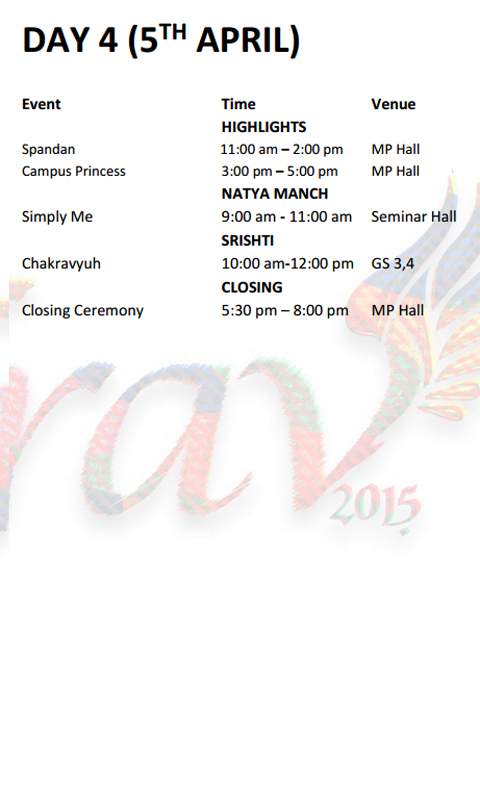 DAY 4 (5TH APRIL)
Event Time Venue
HIGHLIGHTS
Spandan 11:00 am – 2:00 pm MP Hall
Campus Princess 3:00 pm – 5:00 pm MP Hall
NATYA MANCH
Simply Me 9:00 am - 11:00 am Seminar Hall
SRISHTI
Chakravyuh 10:00 am-12:00 pm GS 3,4
CLOSING
Closing Ceremony 5:30 pm – 8:00 pm MP Hall
rav
2015